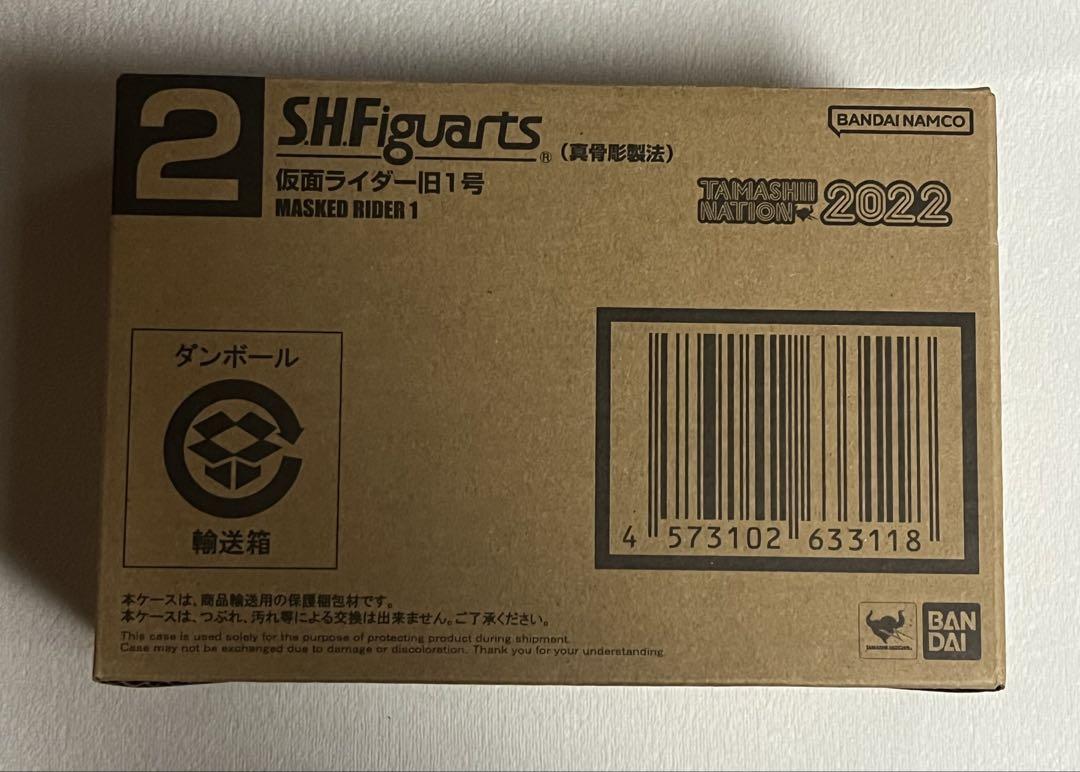 2
S.H.Figuarts® (真骨彫製法)
仮面ライダー旧1号
MASKED RIDER 1
BANDAI NAMCO
TAMASHII
NATION 2022
ダンボール
輸送箱
4 573102 633118
本ケースは、商品輸送用の保護梱包材です。
本ケースは、つぶれ、汚れ等による交換は出来ません。ご了承ください。
This case is used solely for the purpose of protecting product during shipment.
Case may not be exchanged due to damage or discoloration. Thank you for your understanding.
TAMASHII NATIONS
BAN
DAI